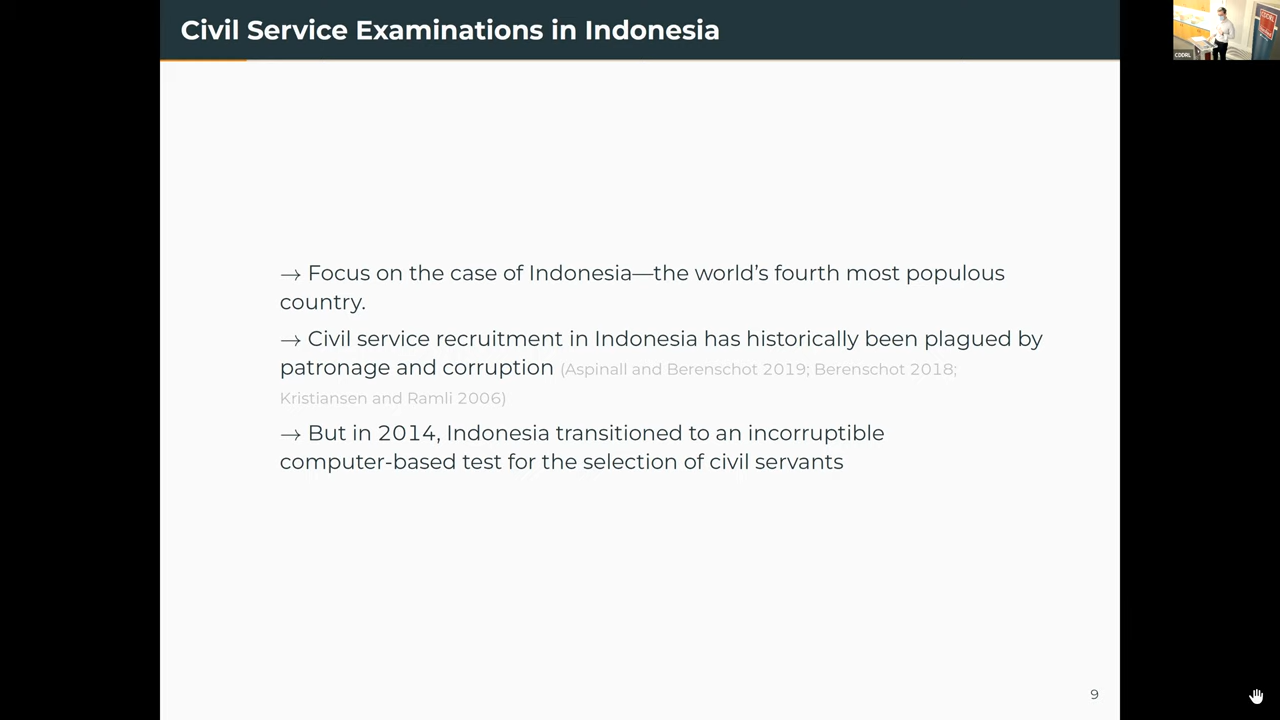 Civil Service Examinations in Indonesia
→ Focus on the case of Indonesia—the world's fourth most populous
country.
→ Civil service recruitment in Indonesia has historically been plagued by
patronage and corruption (Aspinall and Berenschot 2019; Berenschot 2018;
Kristiansen and Ramli 2006)
→ But in 2014, Indonesia transitioned to an incorruptible
computer-based test for the selection of civil servants
9
CDDRL